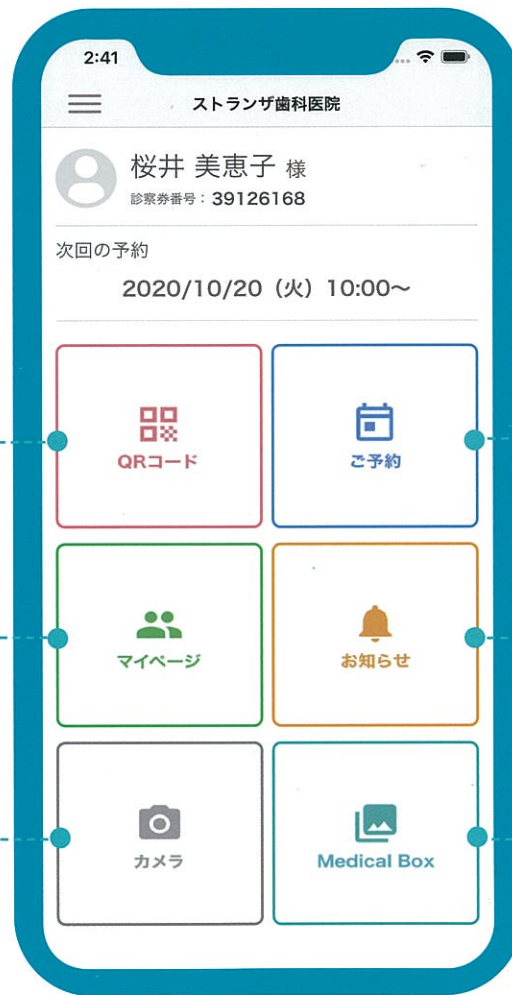 2:41
ストランザ歯科医院
桜井 美恵子 様
診察券番号：39126168
次回の予約
2020/10/20（火）10:00〜
QRコード
ご予約
マイページ
お知らせ
カメラ
Medical Box